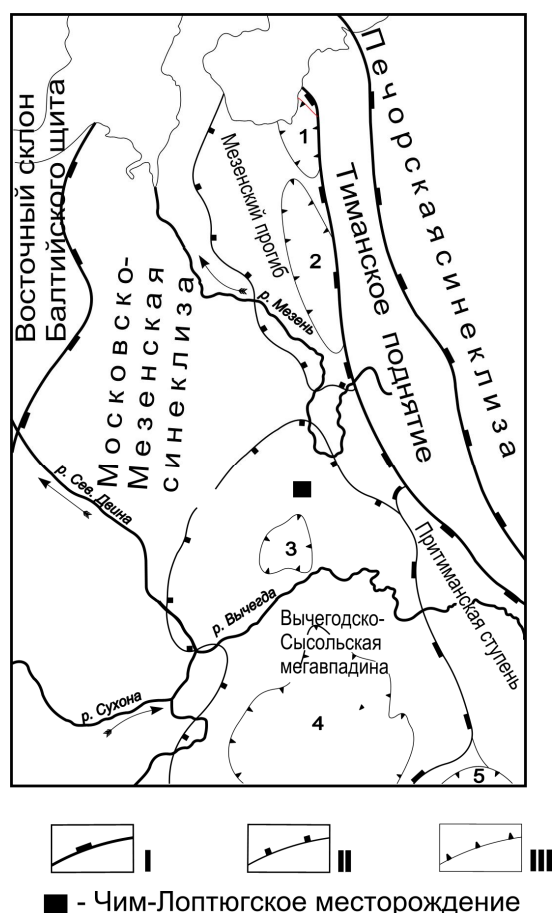 Восточный склон
Балтийского щита
Московско-
Мезенская
синеклиза
Мезенский прогиб
Тиманское поднятие
Печорская синеклиза
1
2
р. Мезень
р. Сев. Двина
3
Притиманская ступень
р. Вычегда
Вычегодско-
Сысольская
мегавпадина
р. Сухона
4
5
I
II
III
- Чим-Лоптюгское месторождение